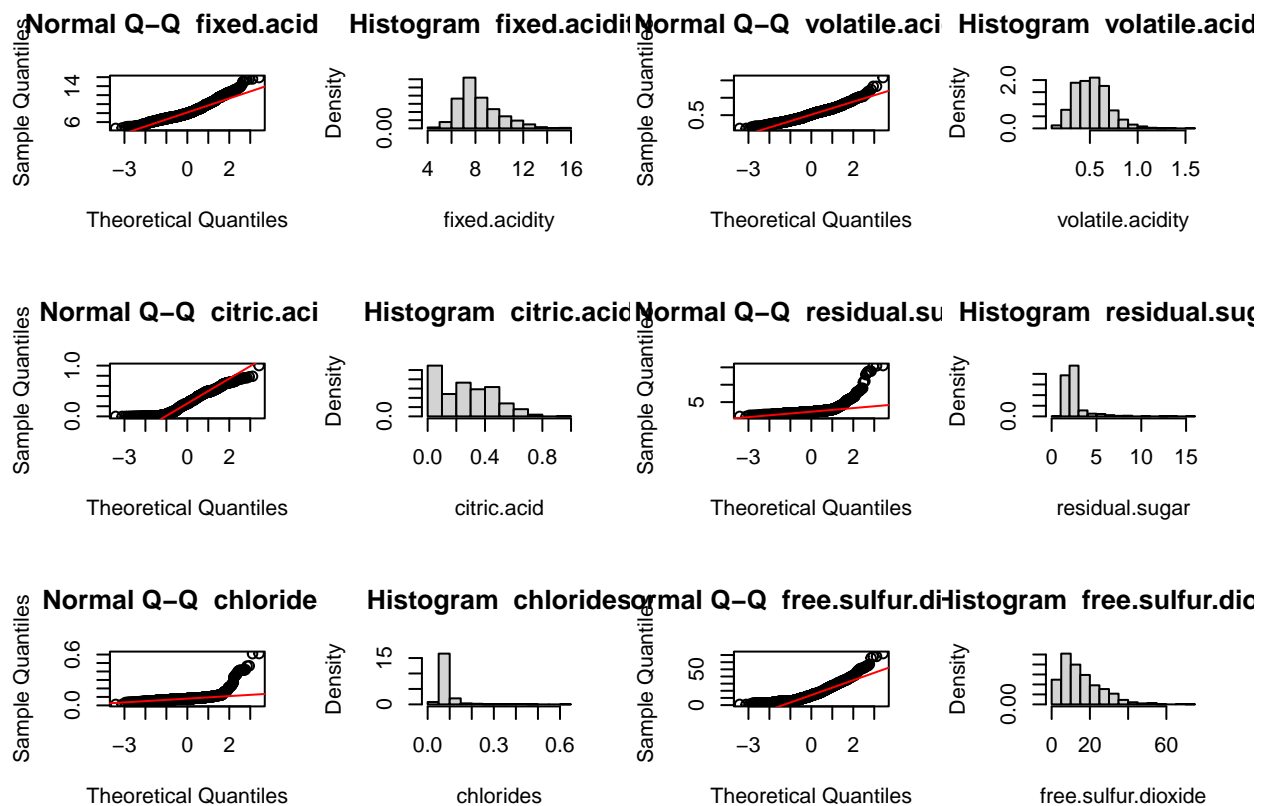 Normal Q−Q fixed.acid
Sample Quantiles
6 14
−3 0 2
Theoretical Quantiles
Histogram fixed.acidit
Density
0.00
4 8 12 16
fixed.acidity
Normal Q−Q volatile.aci
Sample Quantiles
0.5
−3 0 2
Theoretical Quantiles
Histogram volatile.acid
Density
0.0 2.0
0.5 1.0 1.5
volatile.acidity
Normal Q−Q citric.aci
Sample Quantiles
0.0 1.0
−3 0 2
Theoretical Quantiles
Histogram citric.acid
Density
0.0
0.0 0.4 0.8
citric.acid
Normal Q−Q residual.su
Sample Quantiles
5
−3 0 2
Theoretical Quantiles
Histogram residual.sug
Density
0.0
0 5 10 15
residual.sugar
Normal Q−Q chloride
Sample Quantiles
0.0 0.6
−3 0 2
Theoretical Quantiles
Histogram chlorides
Density
0 15
0.0 0.3 0.6
chlorides
ormal Q−Q free.sulfur.di
Sample Quantiles
0 50
−3 0 2
Theoretical Quantiles
Histogram free.sulfur.dio
Density
0.00
0 20 60
free.sulfur.dioxide